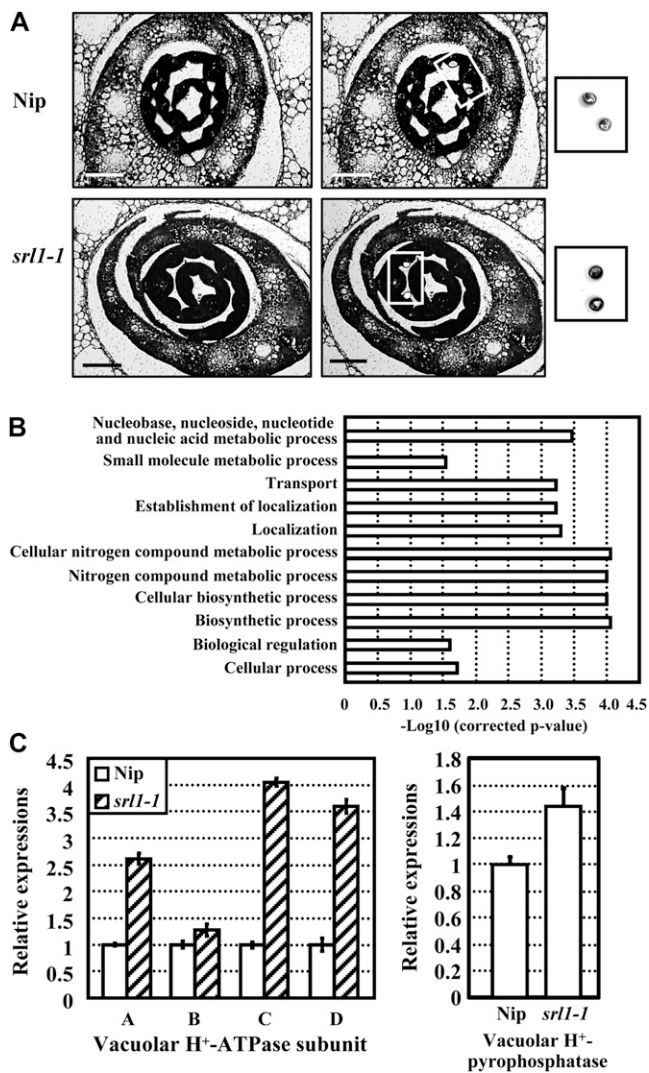 A
Nip
srl1-1
B
Nucleobase, nucleoside, nucleotide
and nucleic acid metabolic process
Small molecule metabolic process
Transport
Establishment of localization
Localization
Cellular nitrogen compound metabolic process
Nitrogen compound metabolic process
Cellular biosynthetic process
Biosynthetic process
Biological regulation
Cellular process
0 0.5 1.0 1.5 2.0 2.5 3.0 3.5 4.0 4.5
-Log10 (corrected p-value)
C
Relative expressions
4.5
4
3.5
3
2.5
2
1.5
1
0.5
0
Nip
srl1-1
A B C D
Vacuolar H⁺-ATPase subunit
Relative expressions
1.8
1.6
1.4
1.2
1
0.8
0.6
0.4
0.2
0
Nip srl1-1
Vacuolar H⁺-
pyrophosphatase